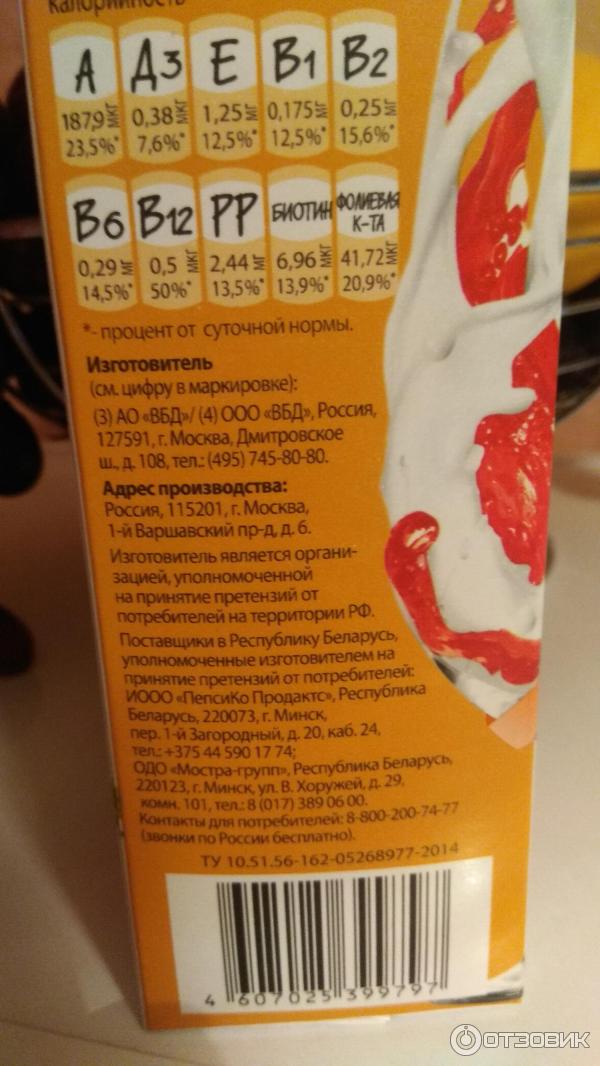 калорийность
А Д3 Е В1 В2
187,9 мкг 0,38 мкг 1,25 мг 0,175 мг 0,25 мг
23,5%* 7,6%* 12,5%* 12,5%* 15,6%*
В6 В12 РР БИОТИН ФОЛИЕВАЯ К-ТА
0,29 мг 0,5 мкг 2,44 мг 6,96 мкг 41,72 мкг
14,5%* 50%* 13,5%* 13,9%* 20,9%*
*- процент от суточной нормы.
Изготовитель
(см. цифру в маркировке):
(3) АО «ВБД»/ (4) ООО «ВБД», Россия,
127591, г. Москва, Дмитровское
ш., д. 108, тел.: (495) 745-80-80.
Адрес производства:
Россия, 115201, г. Москва,
1-й Варшавский пр-д, д. 6.
Изготовитель является органи-
зацией, уполномоченной
на принятие претензий от
потребителей на территории РФ.
Поставщики в Республику Беларусь,
уполномоченные изготовителем на
принятие претензий от потребителей:
ИООО «ПепсиКо Продактс», Республика
Беларусь, 220073, г. Минск,
пер. 1-й Загородный, д. 20, каб. 24,
тел.: +375 44 590 17 74;
ОДО «Мостра-групп», Республика Беларусь,
220123, г. Минск, ул. В. Хоружей, д. 29,
комн. 101, тел.: 8 (017) 389 06 00.
Контакты для потребителей: 8-800-200-74-77
(звонки по России бесплатно).
ТУ 10.51.56-162-05268977-2014
4 607025 399797
ОТЗОВИК